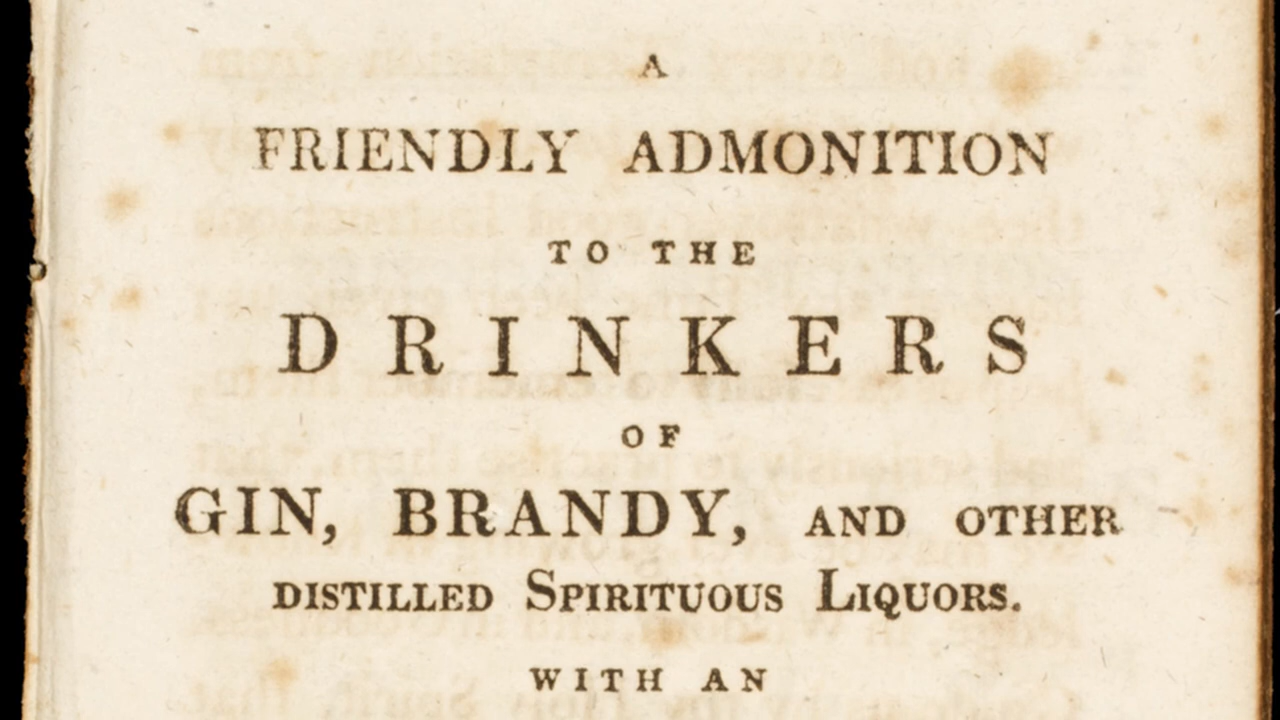 A
FRIENDLY ADMONITION
TO THE
DRINKERS
OF
GIN, BRANDY, AND OTHER
DISTILLED SPIRITUOUS LIQUORS.
WITH AN